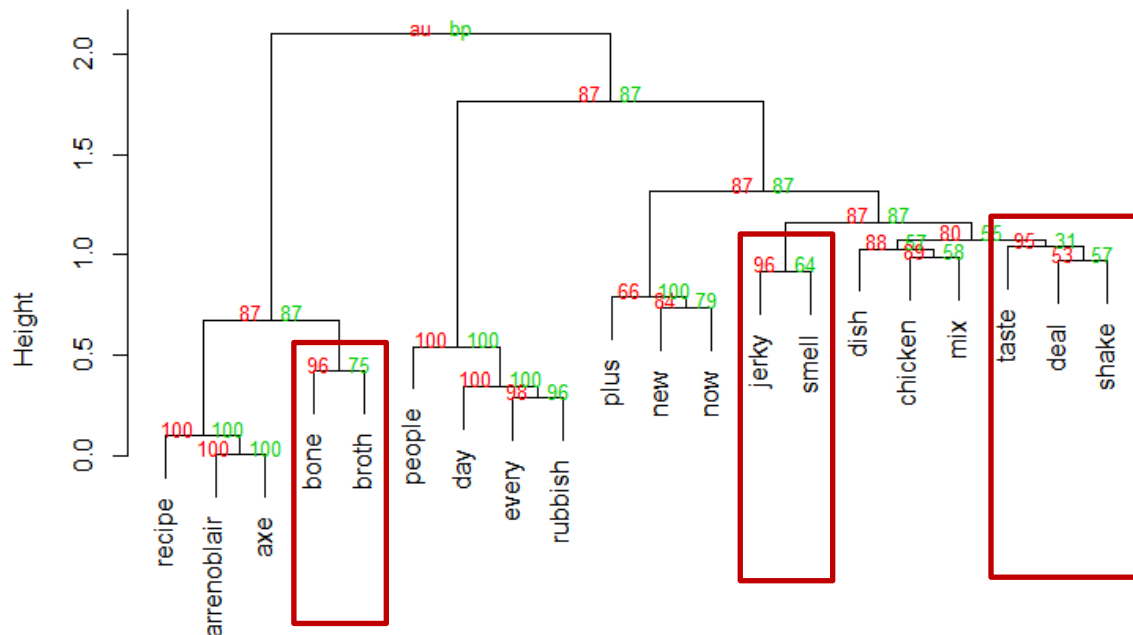 au bp
2.0
87 87
1.5
87 87
87 87
80 55
95 31
88 57
89 58
53 57
1.0
96 64
66 100
84 79
87 87
100 100
0.5
96 75
100 100
98 96
100 100
100 100
0.0
Height
recipe
arrenoblair
axe
bone
broth
people
day
every
rubbish
plus
new
now
jerky
smell
dish
chicken
mix
taste
deal
shake